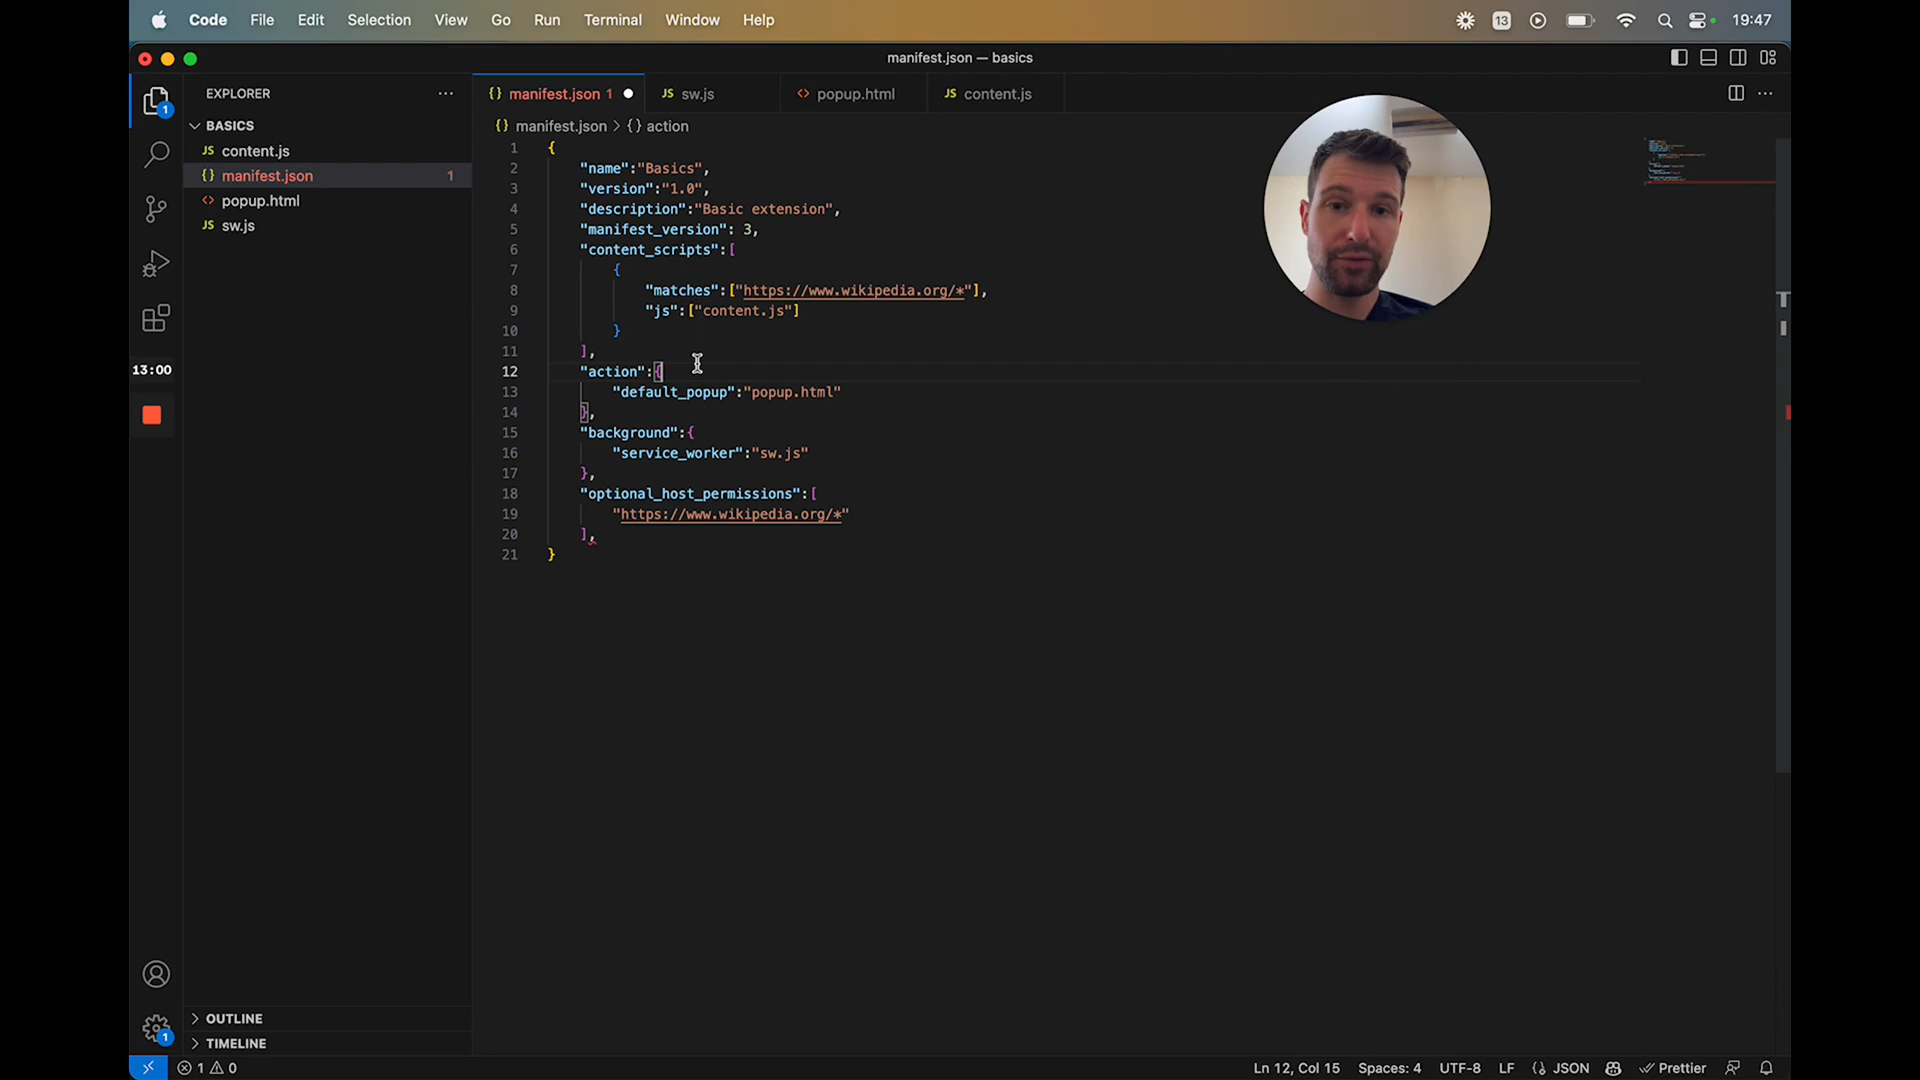 Code File Edit Selection View Go Run Terminal Window Help 13 19:47
manifest.json — basics
EXPLORER
manifest.json 1
sw.js
popup.html
content.js
1
BASICS
content.js
manifest.json 1
popup.html
sw.js
manifest.json > {} action
1 {
2 "name":"Basics",
3 "version":"1.0",
4 "description":"Basic extension",
5 "manifest_version": 3,
6 "content_scripts":[
7 {
8 "matches":["https://www.wikipedia.org/*"],
9 "js":["content.js"]
10 }
11 ],
12 "action":{
13 "default_popup":"popup.html"
14 },
15 "background":{
16 "service_worker":"sw.js"
17 },
18 "optional_host_permissions":[
19 "https://www.wikipedia.org/*"
20 ],
21 }
13:00
1
OUTLINE
TIMELINE
1 0
Ln 12, Col 15 Spaces: 4 UTF-8 LF {} JSON Prettier